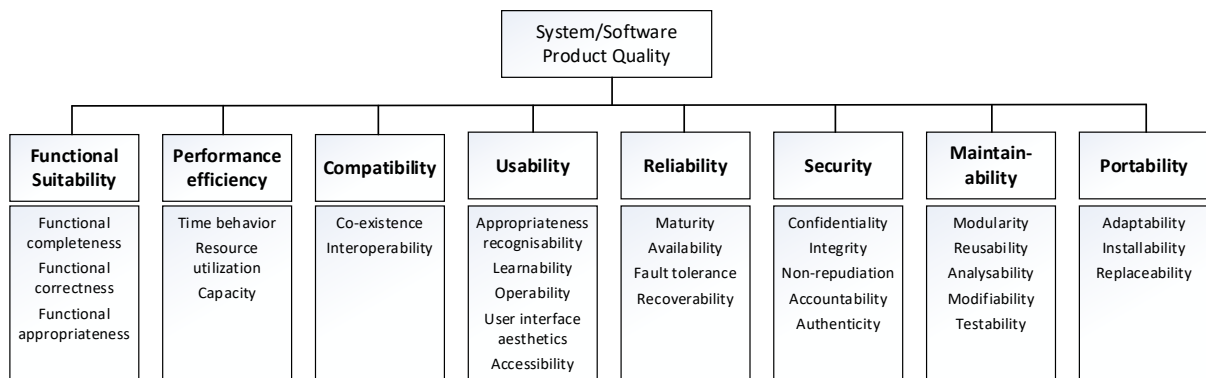 System/Software
Product Quality
Functional
Suitability
Performance
efficiency
Compatibility
Usability
Reliability
Security
Maintain-
ability
Portability
Functional
completeness
Functional
correctness
Functional
appropriateness
Time behavior
Resource
utilization
Capacity
Co-existence
Interoperability
Appropriateness
recognisability
Learnability
Operability
User interface
aesthetics
Accessibility
Maturity
Availability
Fault tolerance
Recoverability
Confidentiality
Integrity
Non-repudiation
Accountability
Authenticity
Modularity
Reusability
Analysability
Modifiability
Testability
Adaptability
Installability
Replaceability